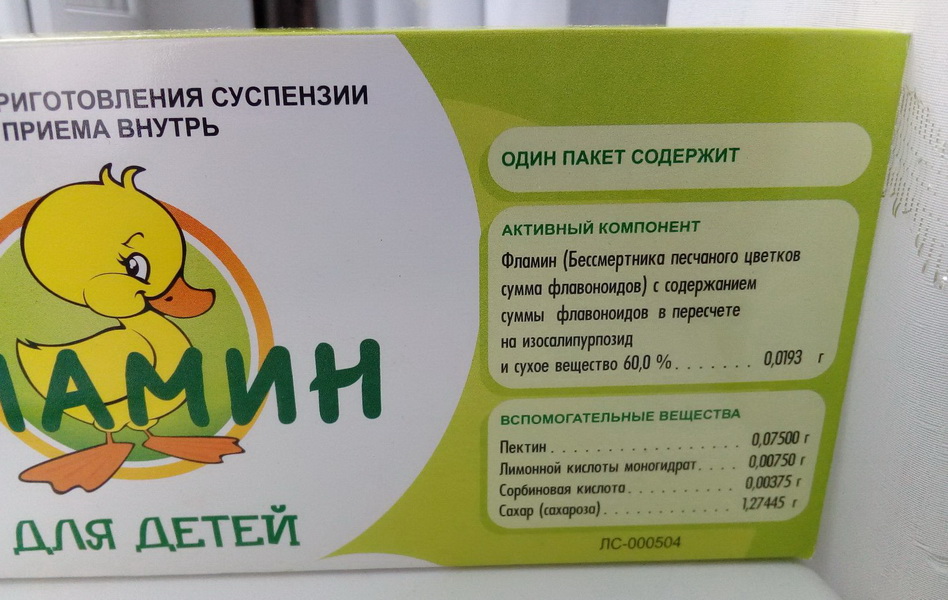 РИГОТОВЛЕНИЯ СУСПЕНЗИИ
ПРИЕМА ВНУТРЬ
ЛАМИН
ДЛЯ ДЕТЕЙ
ОДИН ПАКЕТ СОДЕРЖИТ
АКТИВНЫЙ КОМПОНЕНТ
Фламин (Бессмертника песчаного цветков
сумма флавоноидов) с содержанием
суммы флавоноидов в пересчете
на изосалипурпозид
и сухое вещество 60,0 % . . . . . . . 0,0193 г
ВСПОМОГАТЕЛЬНЫЕ ВЕЩЕСТВА
Пектин . . . . . . . . . . . . . . . . . . 0,07500 г
Лимонной кислоты моногидрат. . . . 0,00750 г
Сорбиновая кислота . . . . . . . . . . 0,00375 г
Сахар (сахароза) . . . . . . . . . . . . 1,27445 г
ЛС-000504